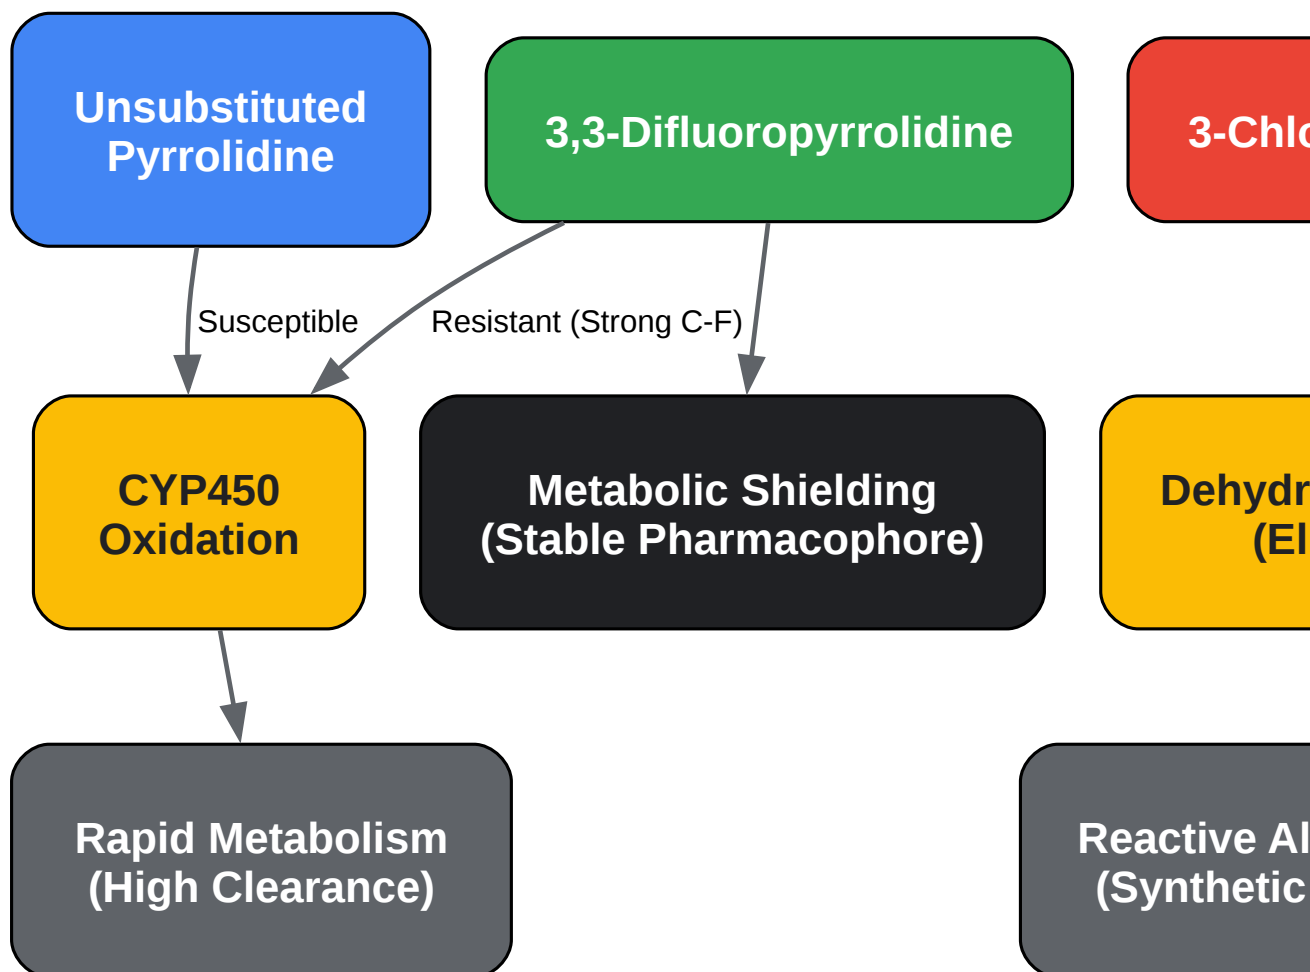 Unsubstituted
Pyrrolidine
3,3-Difluoropyrrolidine
3-Chlo
Susceptible
Resistant (Strong C-F)
CYP450
Oxidation
Metabolic Shielding
(Stable Pharmacophore)
Dehydr
(El
Rapid Metabolism
(High Clearance)
Reactive Al
(Synthetic